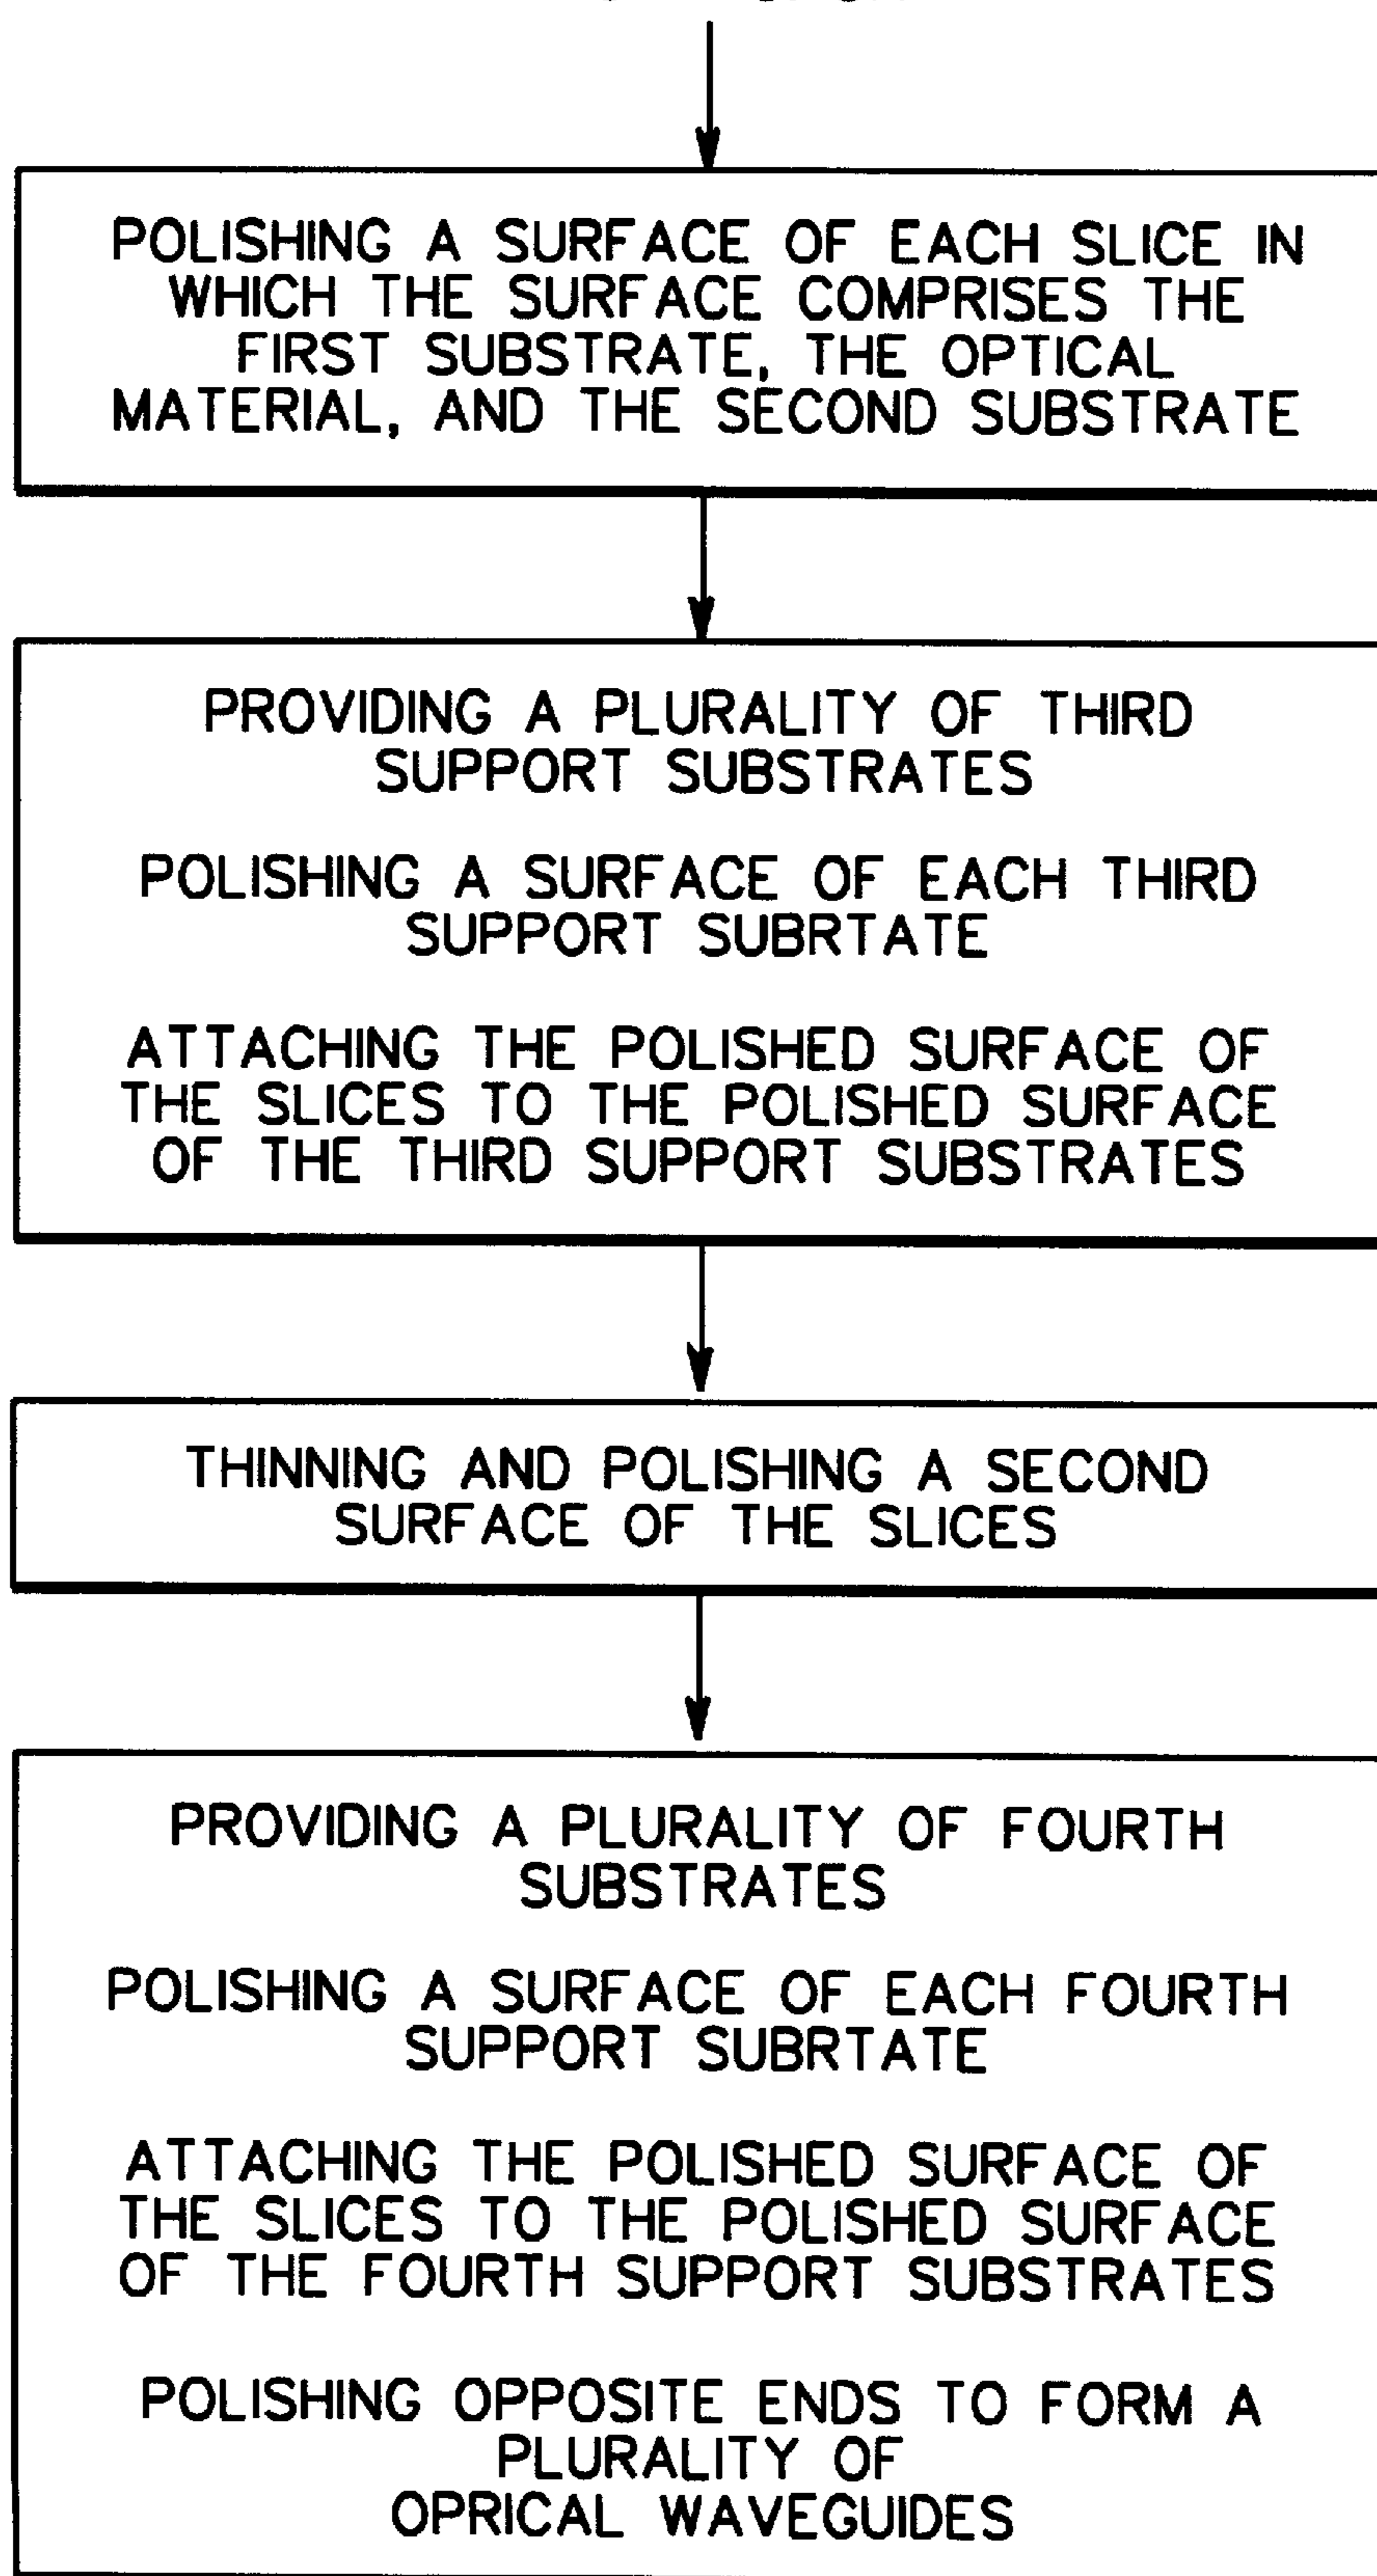 POLISHING A SURFACE OF EACH SLICE IN
WHICH THE SURFACE COMPRISES THE
FIRST SUBSTRATE, THE OPTICAL
MATERIAL, AND THE SECOND SUBSTRATE
PROVIDING A PLURALITY OF THIRD
SUPPORT SUBSTRATES
POLISHING A SURFACE OF EACH THIRD
SUPPORT SUBRTATE
ATTACHING THE POLISHED SURFACE OF
THE SLICES TO THE POLISHED SURFACE
OF THE THIRD SUPPORT SUBSTRATES
THINNING AND POLISHING A SECOND
SURFACE OF THE SLICES
PROVIDING A PLURALITY OF FOURTH
SUBSTRATES
POLISHING A SURFACE OF EACH FOURTH
SUPPORT SUBRTATE
ATTACHING THE POLISHED SURFACE OF
THE SLICES TO THE POLISHED SURFACE
OF THE FOURTH SUPPORT SUBSTRATES
POLISHING OPPOSITE ENDS TO FORM A
PLURALITY OF
OPRICAL WAVEGUIDES